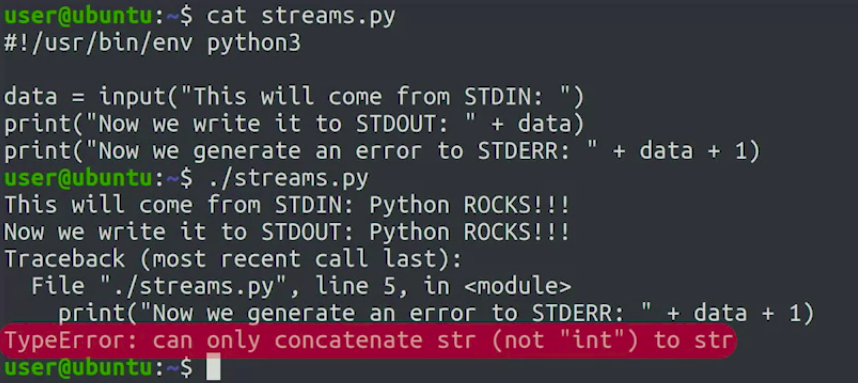 user@ubuntu:~$ cat streams.py
#!/usr/bin/env python3
data = input("This will come from STDIN: ")
print("Now we write it to STDOUT: " + data)
print("Now we generate an error to STDERR: " + data + 1)
user@ubuntu:~$ ./streams.py
This will come from STDIN: Python ROCKS!!!
Now we write it to STDOUT: Python ROCKS!!!
Traceback (most recent call last):
  File "./streams.py", line 5, in <module>
    print("Now we generate an error to STDERR: " + data + 1)
TypeError: can only concatenate str (not "int") to str
user@ubuntu:~$